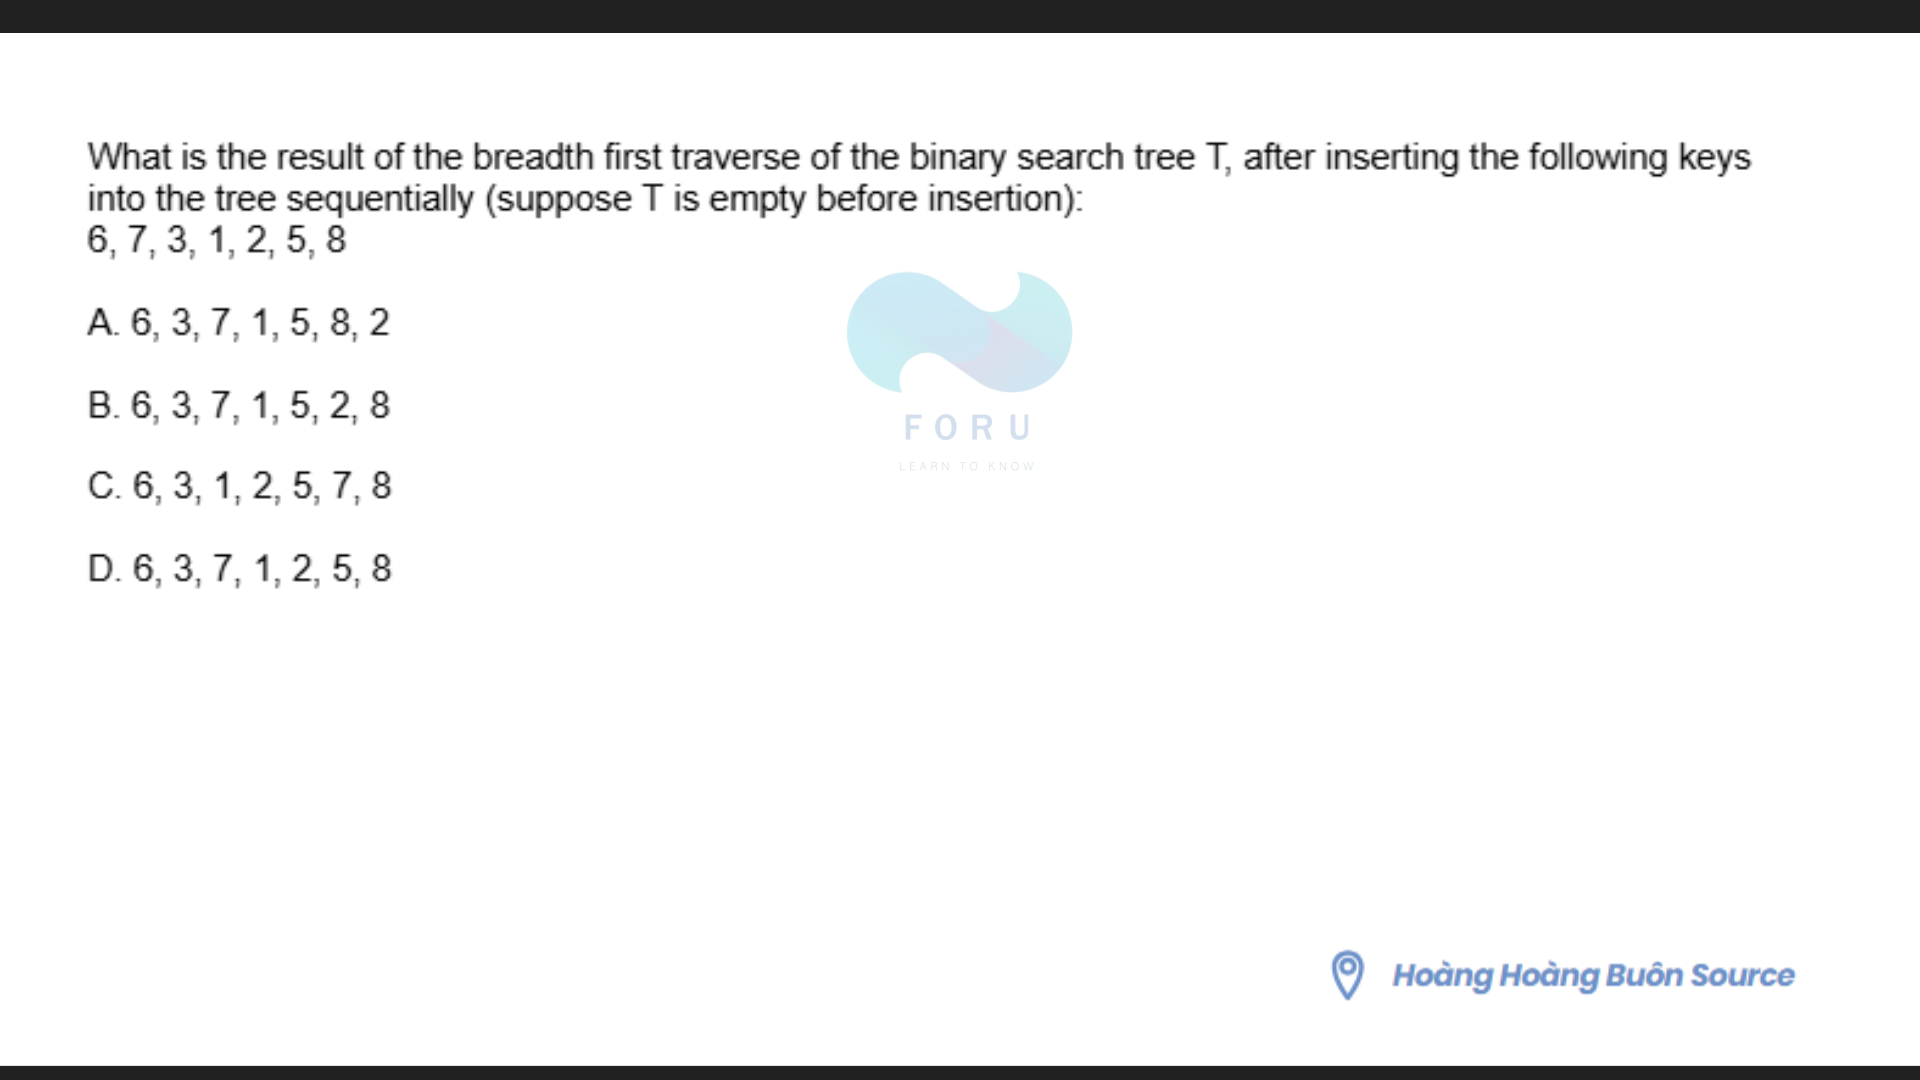 What is the result of the breadth first traverse of the binary search tree T, after inserting the following keys
into the tree sequentially (suppose T is empty before insertion):
6, 7, 3, 1, 2, 5, 8
A. 6, 3, 7, 1, 5, 8, 2
B. 6, 3, 7, 1, 5, 2, 8
C. 6, 3, 1, 2, 5, 7, 8
D. 6, 3, 7, 1, 2, 5, 8
FORU
LEARN TO KNOW
Hoàng Hoàng Buôn Source